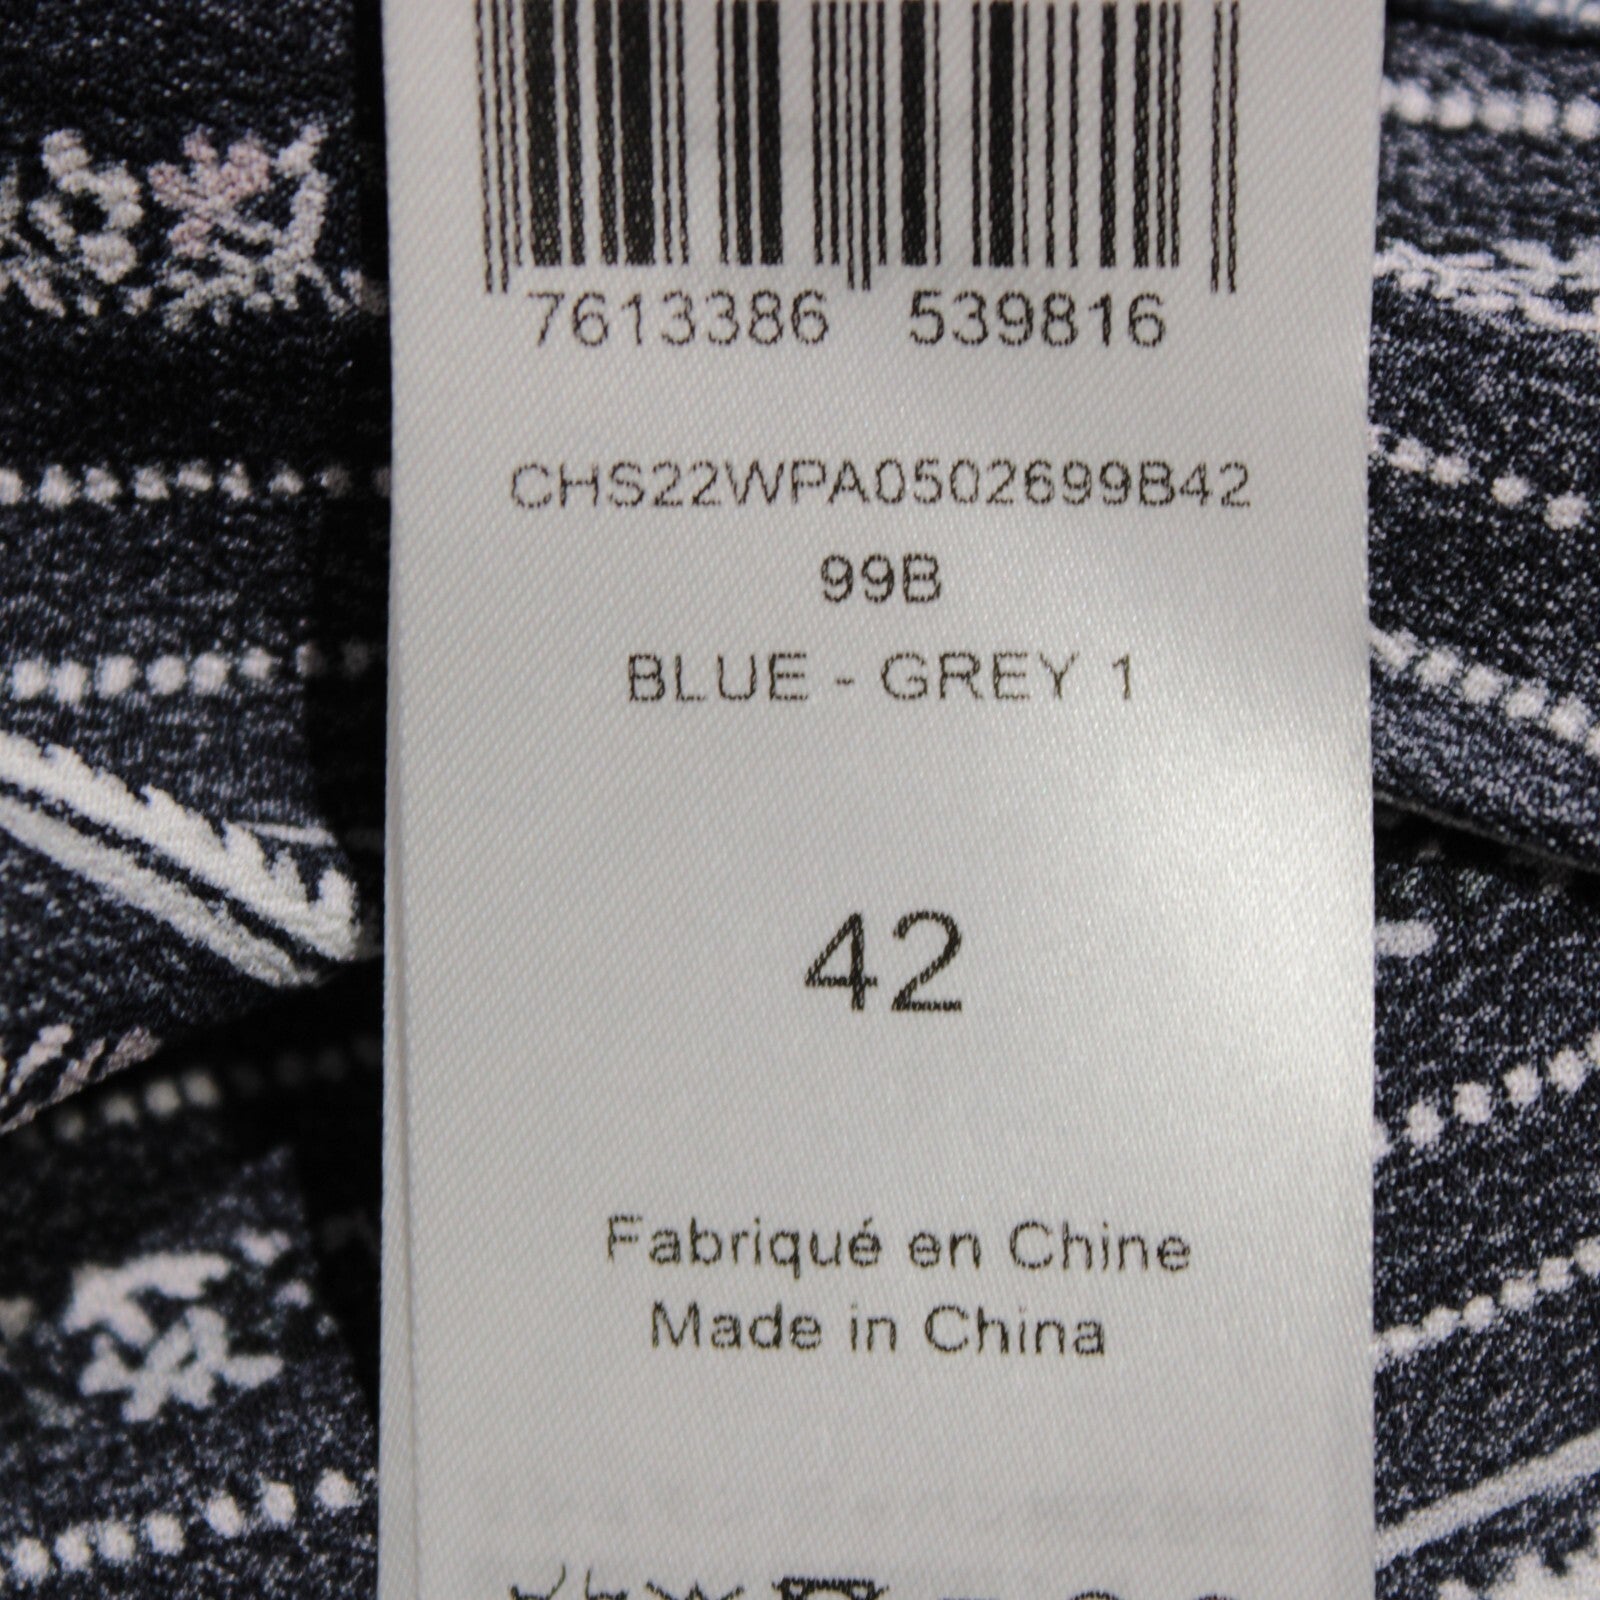 7613386 539816
CHS22WPA0502699B42
99B
BLUE - GREY 1
42
Fabriqué en Chine
Made in China